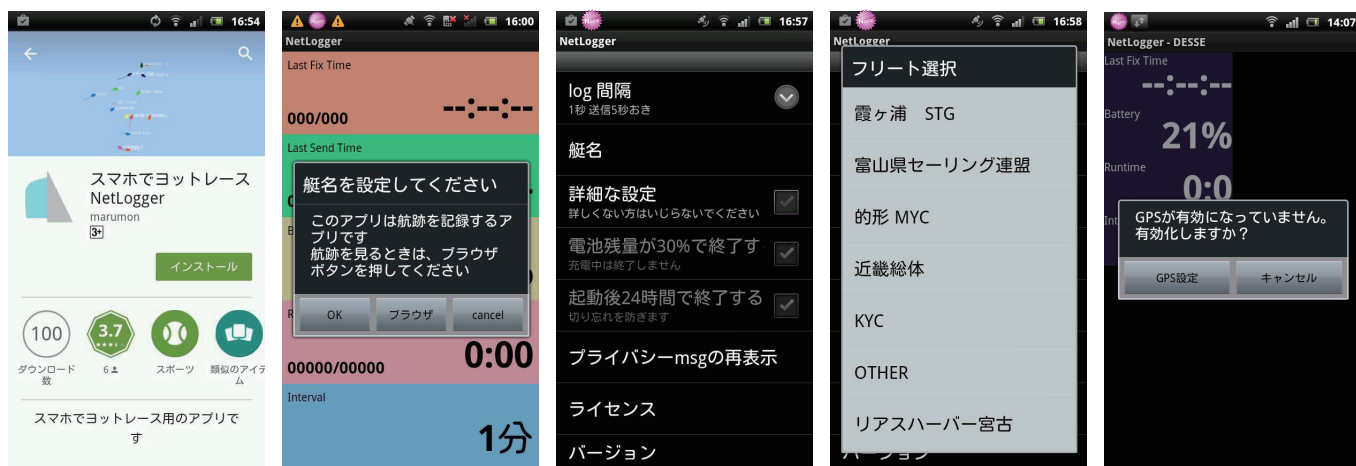 16:54
スマホでヨットレース
NetLogger
marumon
3+
インストール
100
3.7
ダウンロード
数
6
スポーツ
類似のアイテ
ム
スマホでヨットレース用のアプリで
す
16:00
NetLogger
Last Fix Time
000/000
--:--:--
Last Send Time
艇名を設定してください
このアプリは航跡を記録するア
プリです
航跡を見るときは、ブラウザ
ボタンを押してください
OK
ブラウザ
cancel
00000/00000
0:00
Interval
1分
16:57
NetLogger
log 間隔
1秒 送信5秒おき
艇名
詳細な設定
詳しくない方はいじらないでください
電池残量が30%で終了す
充電中は終了しません
起動後24時間で終了する
切り忘れを防ぎます
プライバシーmsgの再表示
ライセンス
バージョン
16:58
NetLogger
フリート選択
霞ヶ浦　STG
富山県セーリング連盟
的形 MYC
近畿総体
KYC
OTHER
リアスハーバー宮古
バージョン
14:07
NetLogger - DESSE
Last Fix Time
--:--:--
Battery
21%
Runtime
0:0
Int
GPSが有効になっていません。
有効化しますか？
GPS設定
キャンセル